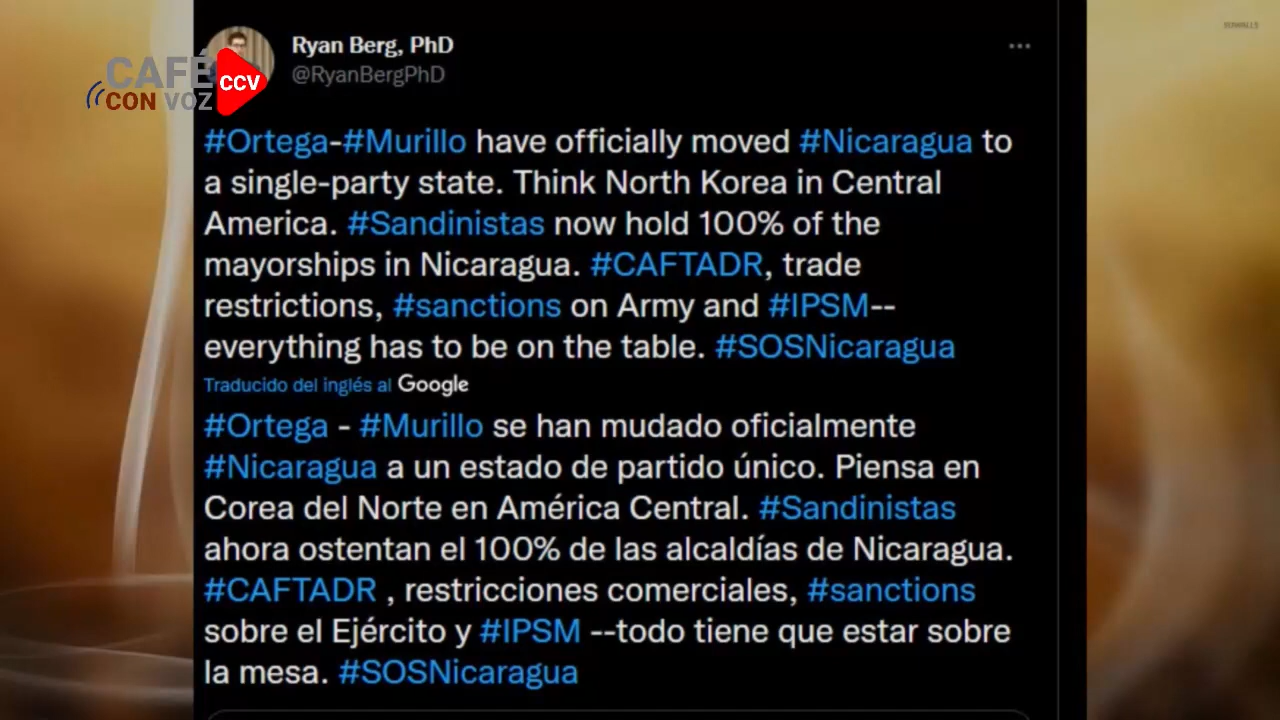 Ryan Berg, PhD
@RyanBergPhD
CAFÉ
CON VOZ
CCV
#Ortega-#Murillo have officially moved #Nicaragua to
a single-party state. Think North Korea in Central
America. #Sandinistas now hold 100% of the
mayorships in Nicaragua. #CAFTADR, trade
restrictions, #sanctions on Army and #IPSM--
everything has to be on the table. #SOSNicaragua
Traducido del inglés al Google
#Ortega - #Murillo se han mudado oficialmente
#Nicaragua a un estado de partido único. Piensa en
Corea del Norte en América Central. #Sandinistas
ahora ostentan el 100% de las alcaldías de Nicaragua.
#CAFTADR , restricciones comerciales, #sanctions
sobre el Ejército y #IPSM --todo tiene que estar sobre
la mesa. #SOSNicaragua